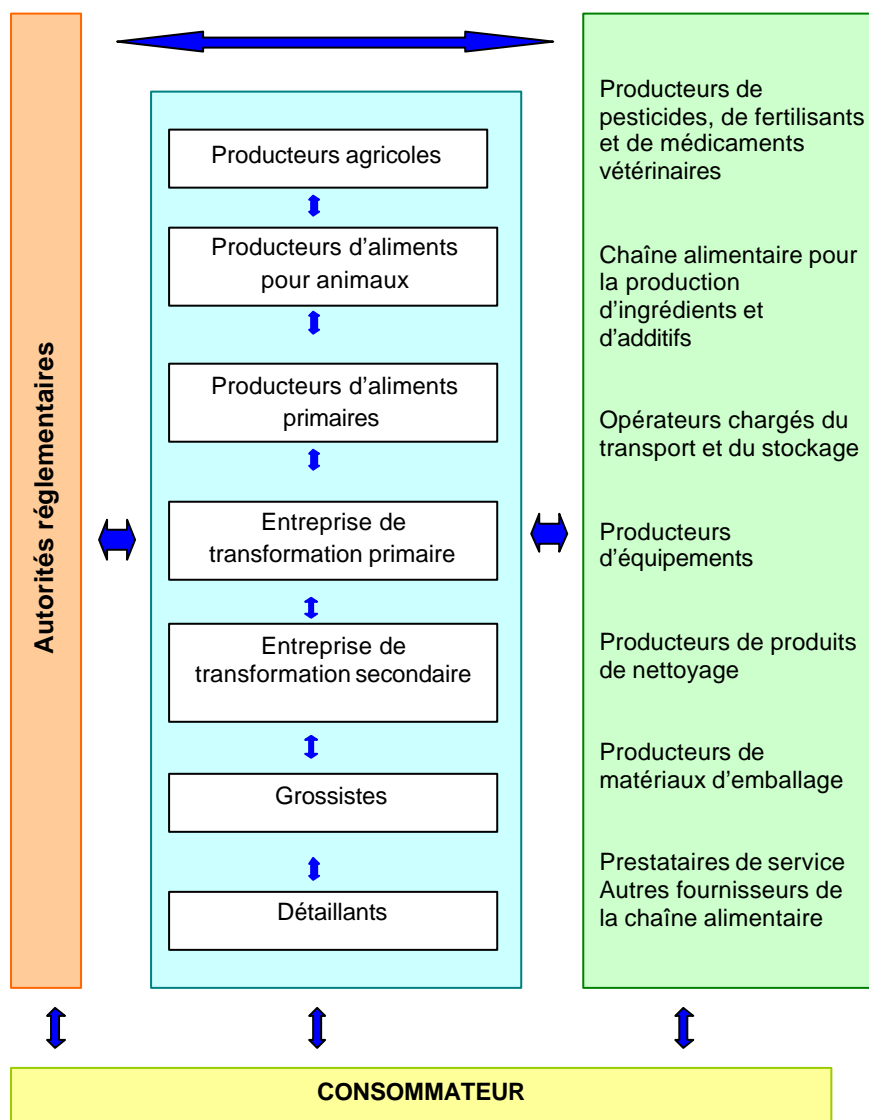 Autorités réglementaires
Producteurs agricoles
Producteurs d’aliments
pour animaux
Producteurs d’aliments
primaires
Entreprise de
transformation primaire
Entreprise de
transformation secondaire
Grossistes
Détaillants
Producteurs de
pesticides, de fertilisants
et de médicaments
vétérinaires
Chaîne alimentaire pour
la production
d’ingrédients et
d’additifs
Opérateurs chargés du
transport et du stockage
Producteurs
d’équipements
Producteurs de produits
de nettoyage
Producteurs de
matériaux d’emballage
Prestataires de service
Autres fournisseurs de
la chaîne alimentaire
CONSOMMATEUR